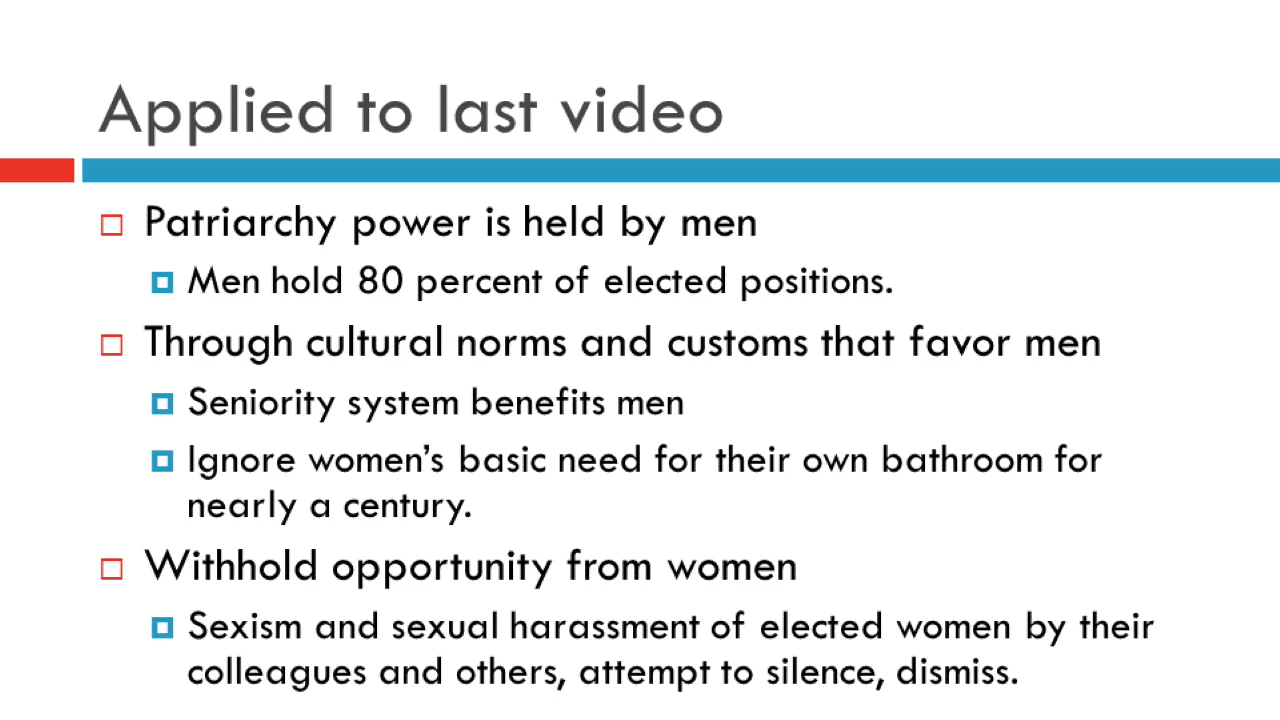 Applied to last video
Patriarchy power is held by men
Men hold 80 percent of elected positions.
Through cultural norms and customs that favor men
Seniority system benefits men
Ignore women’s basic need for their own bathroom for
nearly a century.
Withhold opportunity from women
Sexism and sexual harassment of elected women by their
colleagues and others, attempt to silence, dismiss.